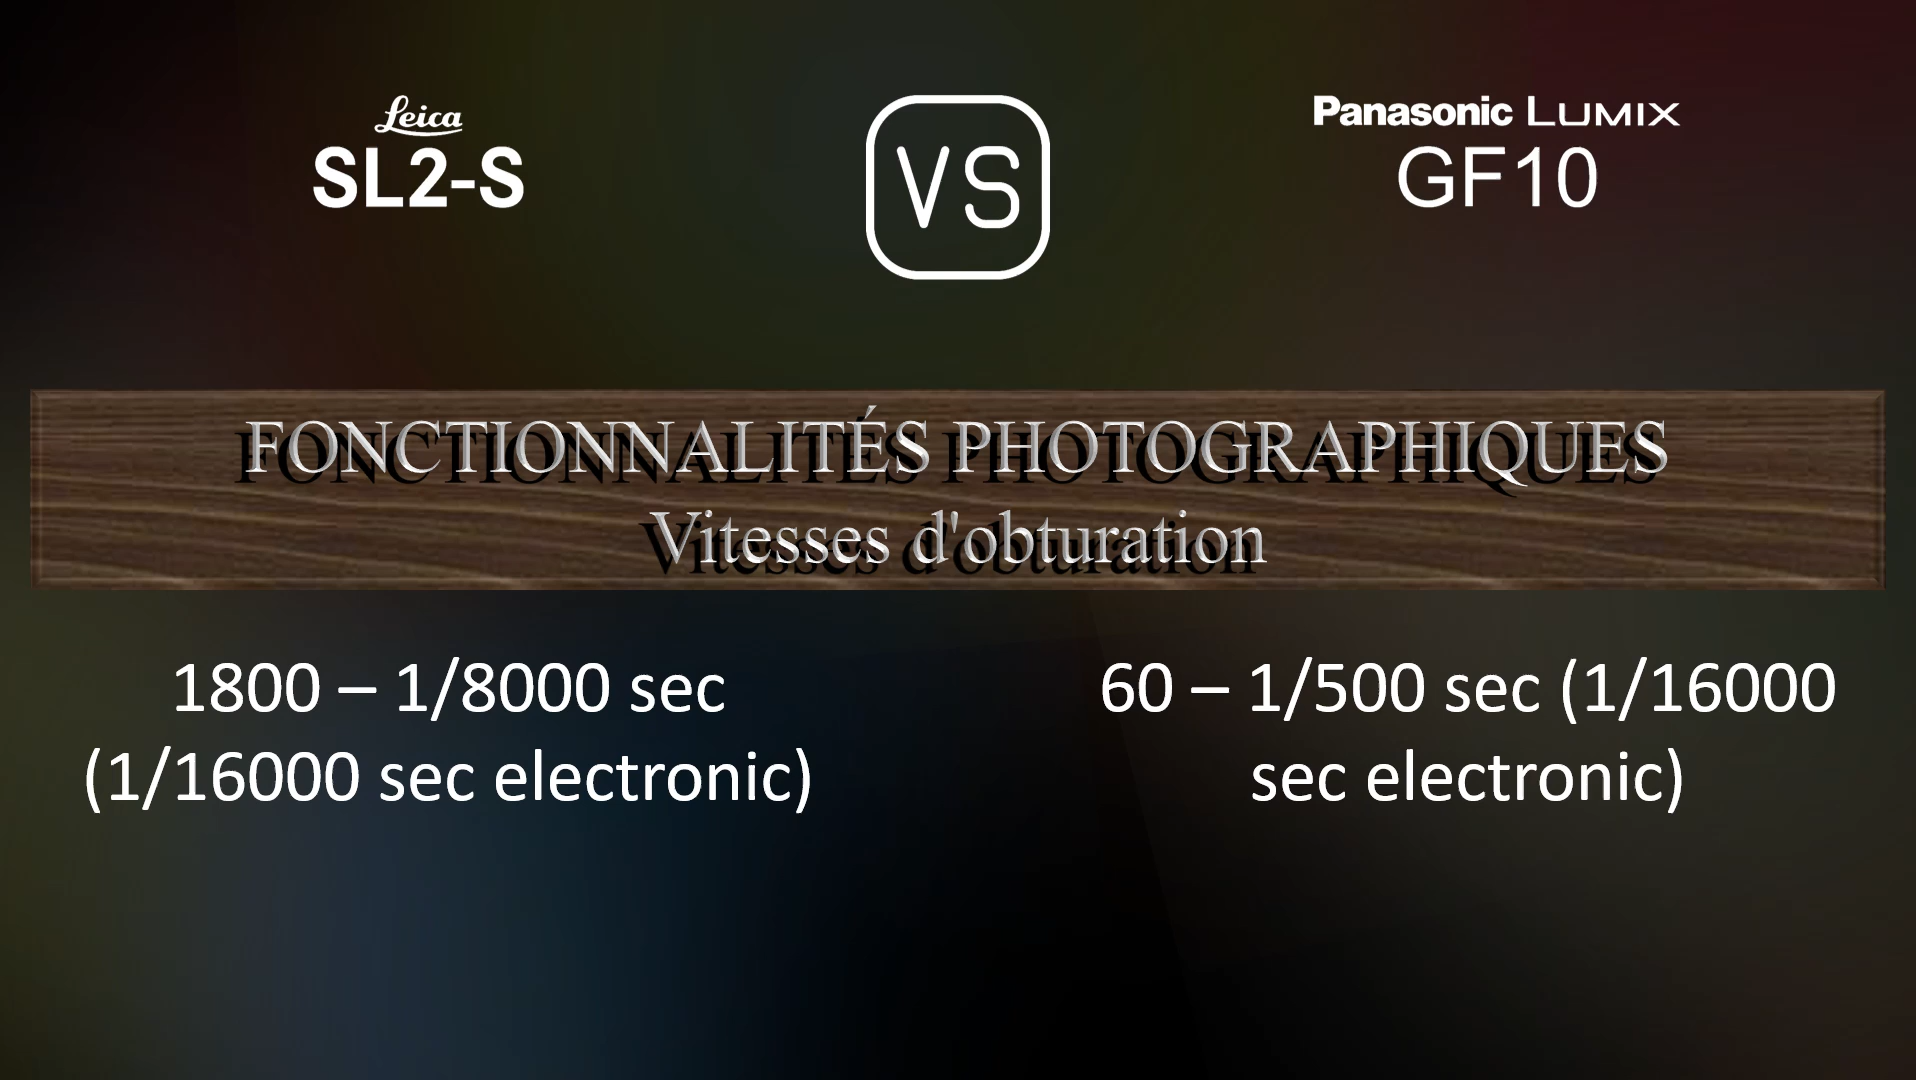 Leica
SL2-S
VS
Panasonic LUMIX
GF10
FONCTIONNALITÉS PHOTOGRAPHIQUES
Vitesses d'obturation
1800 – 1/8000 sec
(1/16000 sec electronic)
60 – 1/500 sec (1/16000
sec electronic)